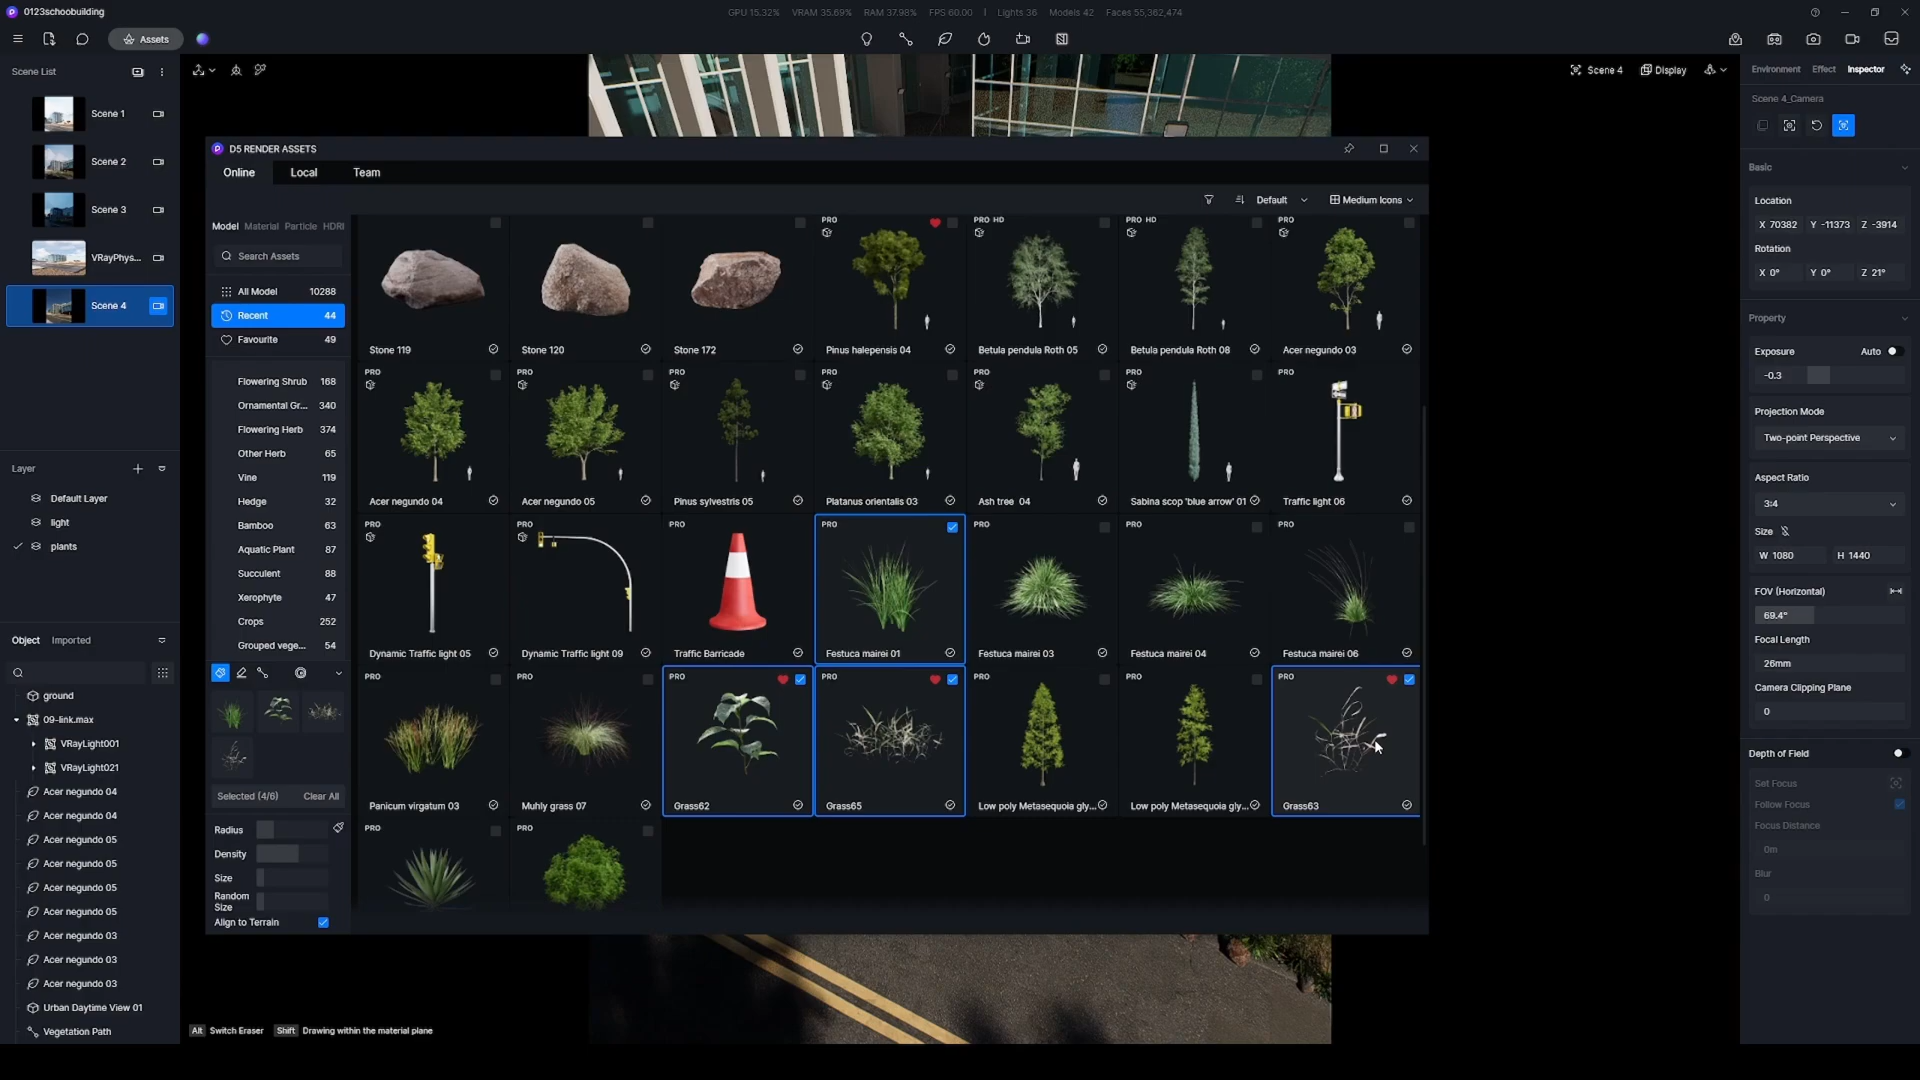 0123schoobuilding
GPU 15.32% VRAM 35.69% RAM 37.98% FPS 60.00 | Lights 36 Models 42 Faces 55,362,474
Assets
Scene List
Scene 4 Display
Environment Effect Inspector
Scene 1
Scene 2
Scene 3
VRayPhys...
Scene 4
Layer
Default Layer
light
plants
Object Imported
ground
09-link.max
VRayLight001
VRayLight021
Acer negundo 04
Acer negundo 04
Acer negundo 05
Acer negundo 05
Acer negundo 05
Acer negundo 05
Acer negundo 03
Acer negundo 03
Acer negundo 03
Urban Daytime View 01
Vegetation Path
D5 RENDER ASSETS
Online Local Team
Default Medium Icons
Model Material Particle HDRI
Search Assets
All Model 10288
Recent 44
Favourite 49
Flowering Shrub 168
Ornamental Gr... 340
Flowering Herb 374
Other Herb 65
Vine 119
Hedge 32
Bamboo 63
Aquatic Plant 87
Succulent 88
Xerophyte 47
Crops 252
Grouped vege... 54
Selected (4/6) Clear All
Radius
Density
Size
Random
Size
Align to Terrain
PRO PRO HD PRO HD PRO
Stone 119 Stone 120 Stone 172 Pinus halepensis 04 Betula pendula Roth 05 Betula pendula Roth 08 Acer negundo 03
PRO PRO PRO PRO PRO PRO PRO
Acer negundo 04 Acer negundo 05 Pinus sylvestris 05 Platanus orientalis 03 Ash tree 04 Sabina scop 'blue arrow' 01 Traffic light 06
PRO PRO PRO PRO PRO PRO PRO
Dynamic Traffic light 05 Dynamic Traffic light 09 Traffic Barricade Festuca mairei 01 Festuca mairei 03 Festuca mairei 04 Festuca mairei 06
PRO PRO PRO PRO PRO PRO PRO
Panicum virgatum 03 Muhly grass 07 Grass62 Grass65 Low poly Metasequoia gly... Low poly Metasequoia gly... Grass63
PRO PRO
Alt Switch Eraser Shift Drawing within the material plane
Scene 4_Camera
Basic
Location
X 70382 Y -11373 Z -3914
Rotation
X 0° Y 0° Z 21°
Property
Exposure Auto
-0.3
Projection Mode
Two-point Perspective
Aspect Ratio
3:4
Size
W 1080 H 1440
FOV (Horizontal)
69.4°
Focal Length
26mm
Camera Clipping Plane
0
Depth of Field
Set Focus
Follow Focus
Focus Distance
0m
Blur
0